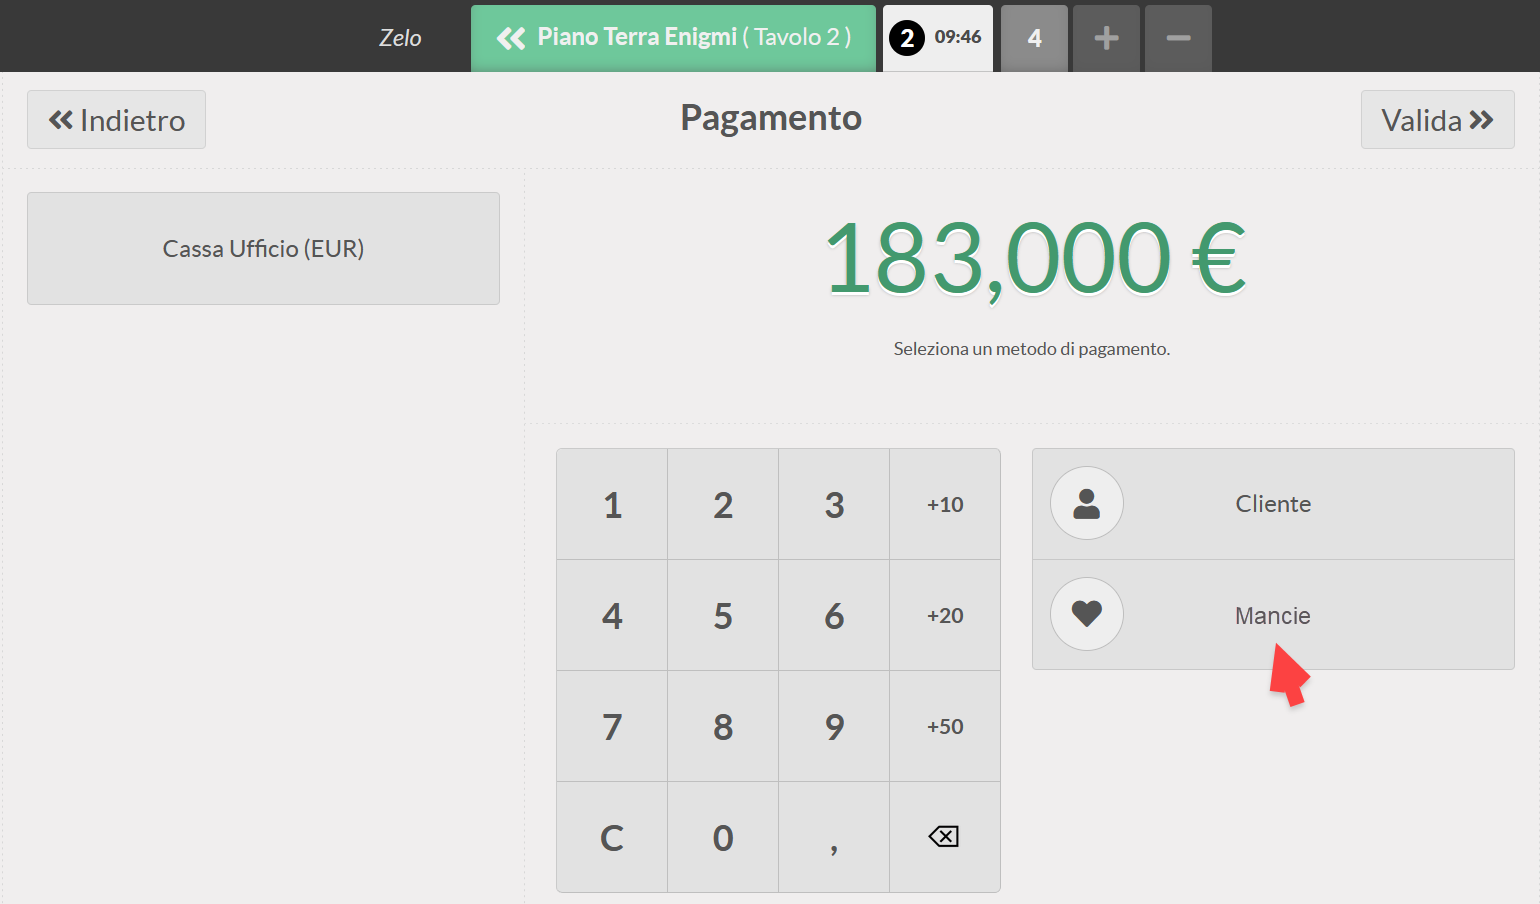 Zelo
Piano Terra Enigmi ( Tavolo 2 )
2 09:46
4
+
−
Indietro
Pagamento
Valida
Cassa Ufficio (EUR)
183,000 €
Seleziona un metodo di pagamento.
1 2 3 +10
4 5 6 +20
7 8 9 +50
C 0 ,
Cliente
Mancie